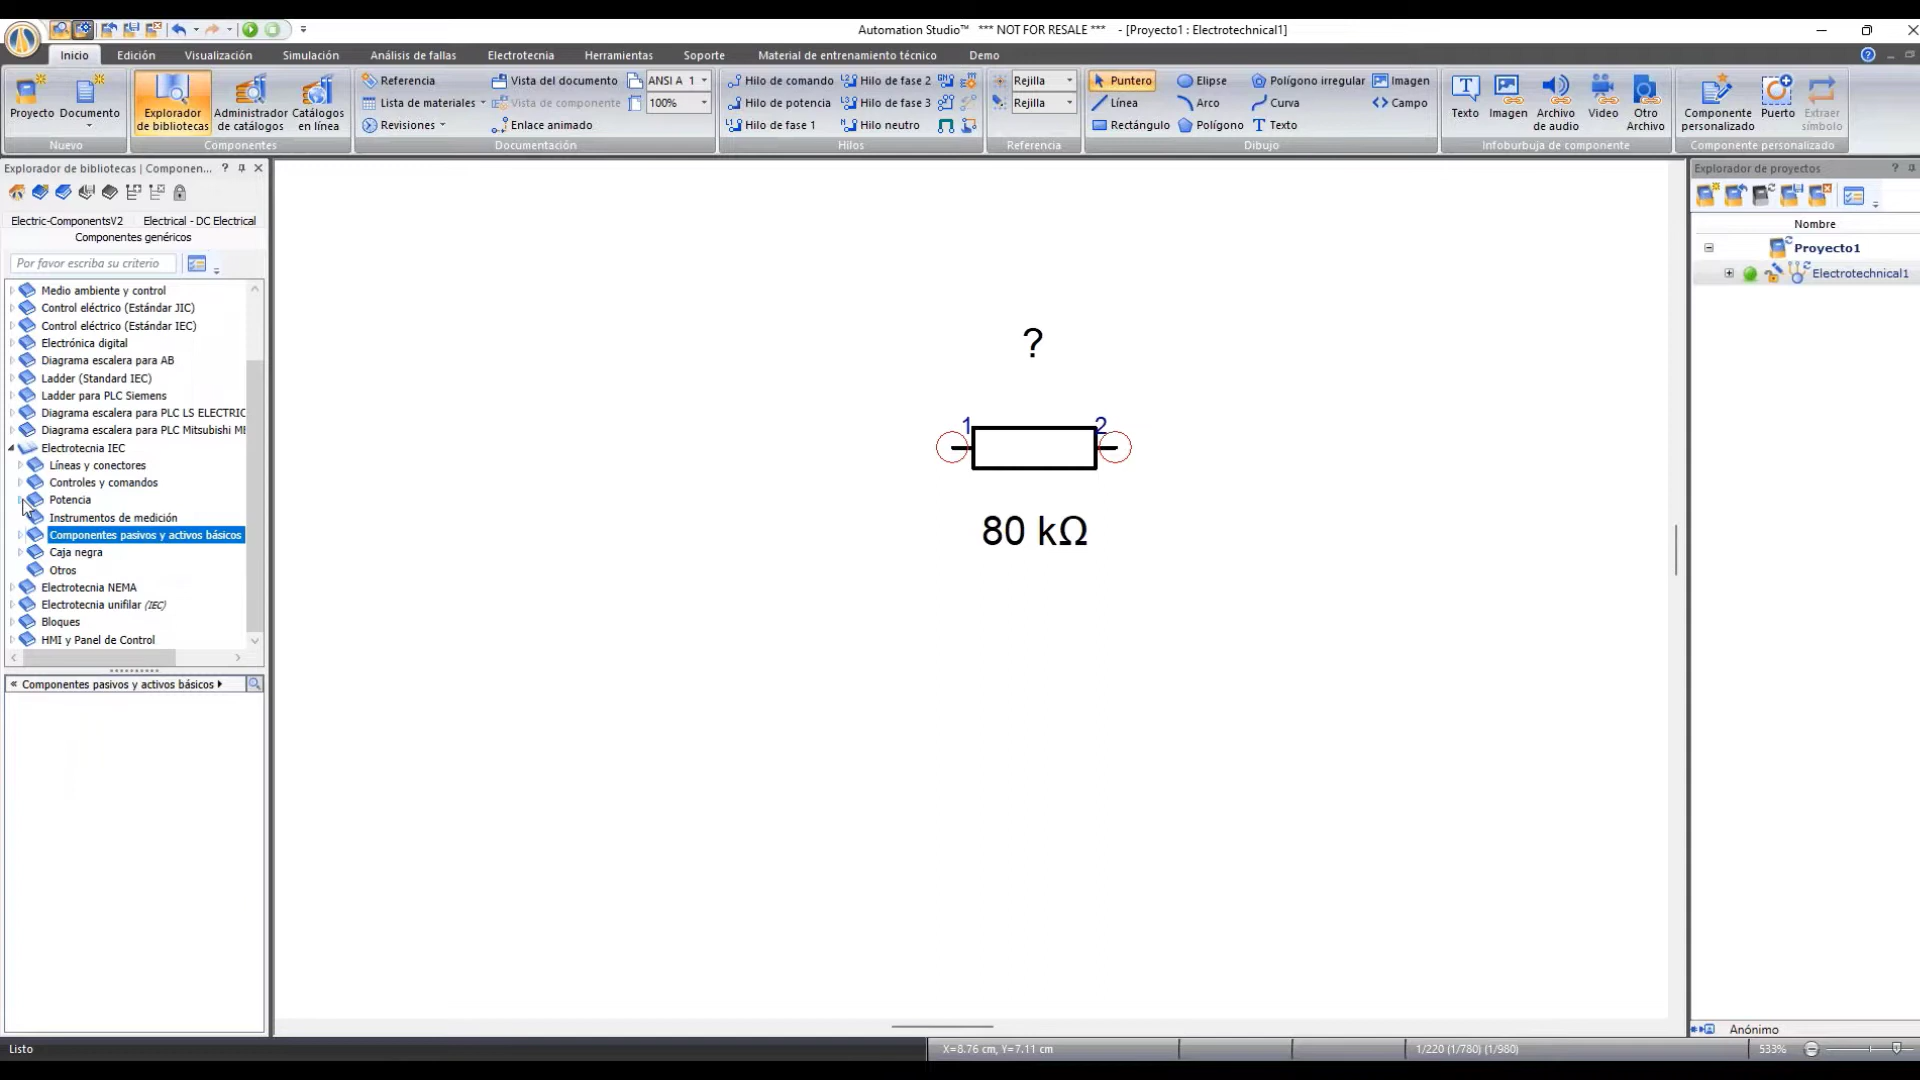 Automation Studio™ *** NOT FOR RESALE *** - [Proyecto1 : Electrotechnical1]
Inicio Edición Visualización Simulación Análisis de fallas Electrotecnia Herramientas Soporte Material de entrenamiento técnico Demo
Proyecto
Documento
Nuevo
Explorador de bibliotecas
Administrador de catálogos
Catálogos en línea
Componentes
Referencia Vista del documento ANSI A 1
Lista de materiales Vista de componente 100%
Revisiones Enlace animado
Documentación
Hilo de comando Hilo de fase 2
Hilo de potencia Hilo de fase 3
Hilo de fase 1 Hilo neutro
Hilos
Rejilla
Rejilla
Referencia
Puntero Elipse Polígono irregular Imagen
Línea Arco Curva Campo
Rectángulo Polígono Texto
Dibujo
Texto
Imagen
Archivo de audio
Video
Otro Archivo
Infoburbuja de componente
Componente personalizado
Puerto
Extraer símbolo
Componente personalizado
Explorador de bibliotecas | Componen...
Electric-ComponentsV2 Electrical - DC Electrical
Componentes genéricos
Por favor escriba su criterio
Medio ambiente y control
Control eléctrico (Estándar JIC)
Control eléctrico (Estándar IEC)
Electrónica digital
Diagrama escalera para AB
Ladder (Standard IEC)
Ladder para PLC Siemens
Diagrama escalera para PLC LS ELECTRIC
Diagrama escalera para PLC Mitsubishi ME
Electrotecnia IEC
Líneas y conectores
Controles y comandos
Potencia
Instrumentos de medición
Componentes pasivos y activos básicos
Caja negra
Otros
Electrotecnia NEMA
Electrotecnia unifilar (IEC)
Bloques
HMI y Panel de Control
« Componentes pasivos y activos básicos
?
1 2
80 kΩ
Explorador de proyectos ?
Nombre
Proyecto1
Electrotechnical1
Anónimo
Listo
X=8.76 cm, Y=7.11 cm
1/220 (1/780) (1/980)
533%